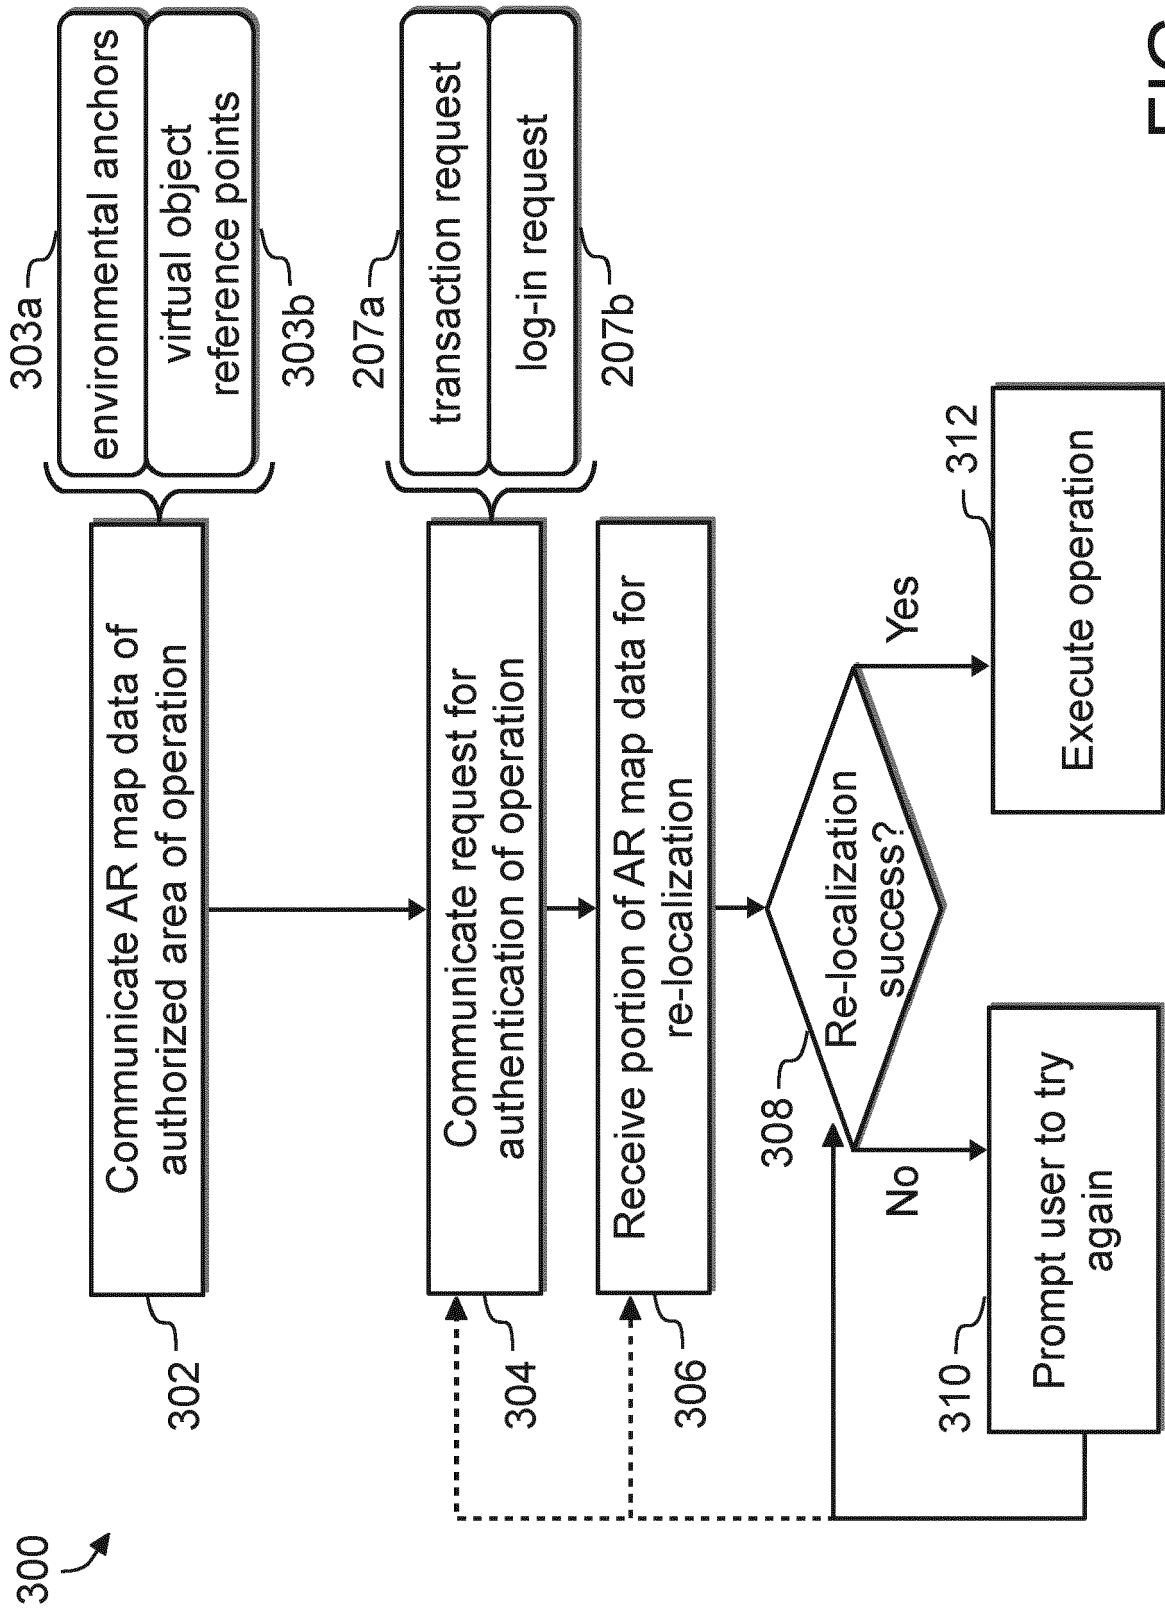 300
302
Communicate AR map data of
authorized area of operation
303a
environmental anchors
virtual object
reference points
303b
304
Communicate request for
authentication of operation
207a
transaction request
log-in request
207b
306
Receive portion of AR map data for
re-localization
308
Re-localization
success?
No
Yes
310
Prompt user to try
again
312
Execute operation